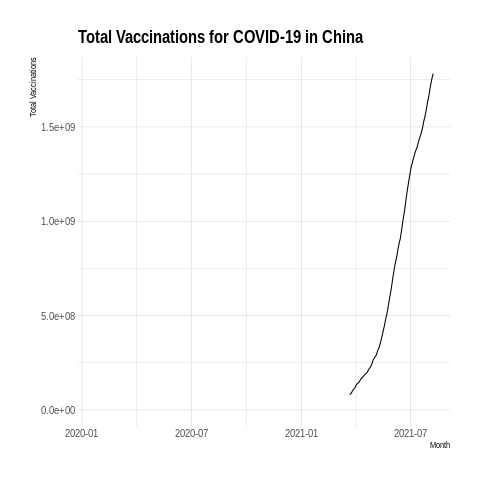 Total Vaccinations for COVID-19 in China
Total Vaccinations
1.5e+09
1.0e+09
5.0e+08
0.0e+00
2020-01 2020-07 2021-01 2021-07
Month